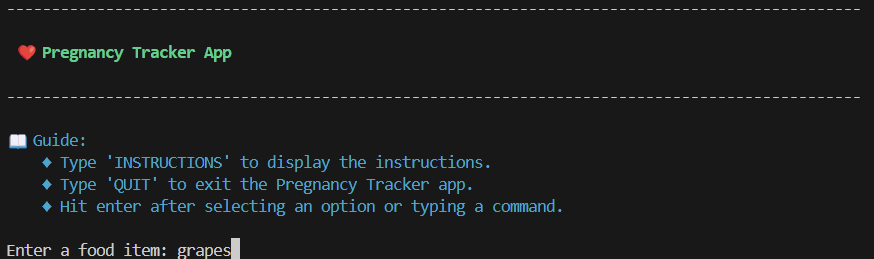 ❤️ Pregnancy Tracker App
📖 Guide:
♦ Type 'INSTRUCTIONS' to display the instructions.
♦ Type 'QUIT' to exit the Pregnancy Tracker app.
♦ Hit enter after selecting an option or typing a command.
Enter a food item: grapes